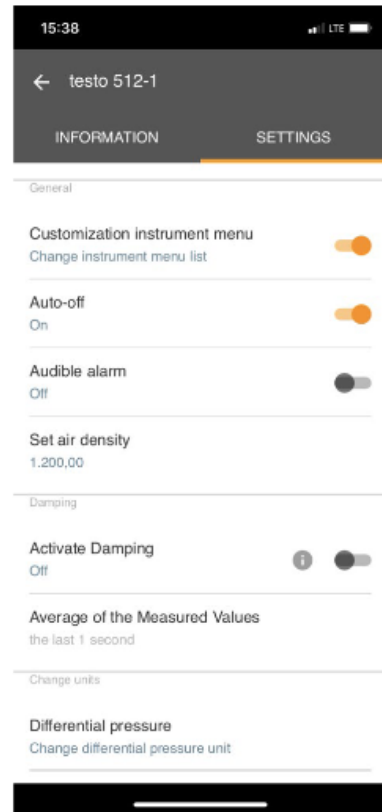 15:38
LTE
testo 512-1
INFORMATION
SETTINGS
General
Customization instrument menu
Change instrument menu list
Auto-off
On
Audible alarm
Off
Set air density
1.200,00
Damping
Activate Damping
Off
Average of the Measured Values
the last 1 second
Change units
Differential pressure
Change differential pressure unit